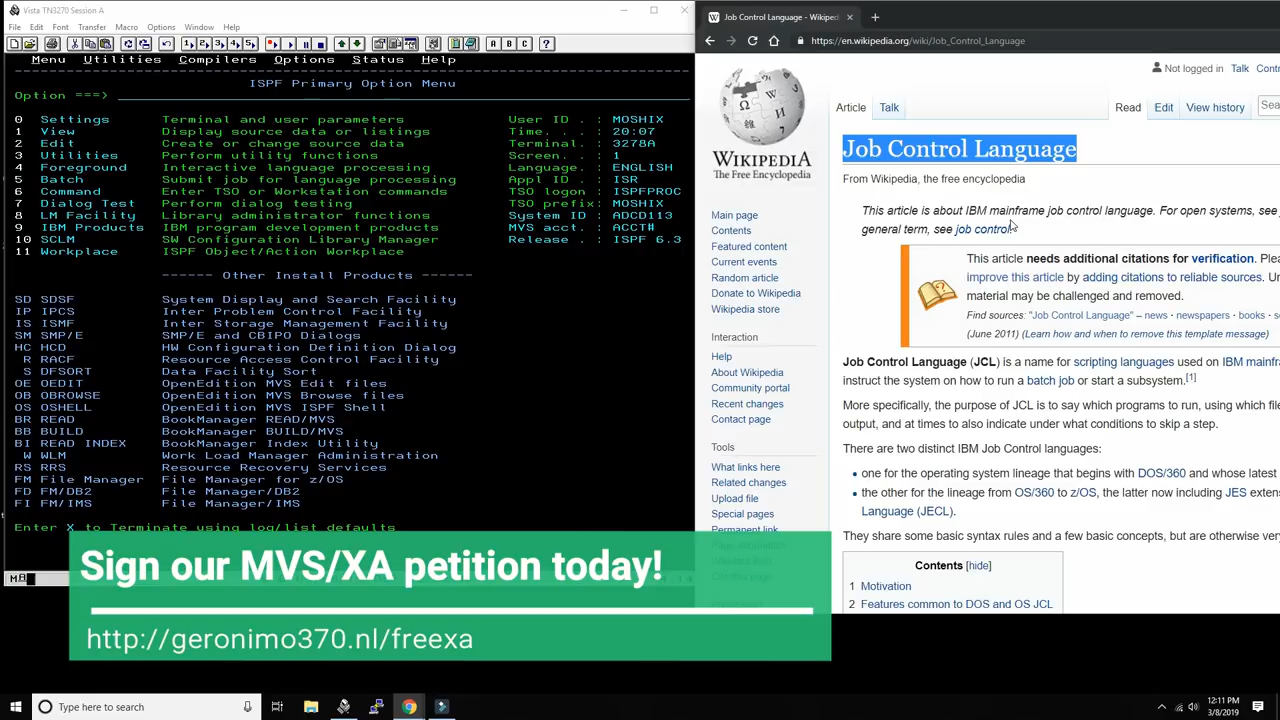 Vista TN3270 Session A
File Edit Font Transfer Macro Options Window Help
Menu Utilities Compilers Options Status Help
ISPF Primary Option Menu
Option ===>
0 Settings Terminal and user parameters User ID . : MOSHIX
1 View Display source data or listings Time. . . : 20:07
2 Edit Create or change source data Terminal. : 3278A
3 Utilities Perform utility functions Screen. . : 1
4 Foreground Interactive language processing Language. : ENGLISH
5 Batch Submit job for language processing Appl ID . : ISR
6 Command Enter TSO or Workstation commands TSO logon : ISPFPROC
7 Dialog Test Perform dialog testing TSO prefix: MOSHIX
8 LM Facility Library administrator functions System ID : ADCD113
9 IBM Products IBM program development products MVS acct. : ACCT#
10 SCLM SW Configuration Library Manager Release . : ISPF 6.3
11 Workplace ISPF Object/Action Workplace
------ Other Install Products ------
SD SDSF System Display and Search Facility
IP IPCS Inter Problem Control Facility
IS ISMF Inter Storage Management Facility
SM SMP/E SMP/E and CBIPO Dialogs
HC HCD HW Configuration Definition Dialog
R RACF Resource Access Control Facility
S DFSORT Data Facility Sort
OE OEDIT OpenEdition MVS Edit files
OB OBROWSE OpenEdition MVS Browse files
OS OSHELL OpenEdition MVS ISPF Shell
RR READ BookManager READ/MVS
BU BUILD BookManager BUILD/MVS
BI READ INDEX BookManager Index Utility
W WLM Work Load Manager Administration
RS RRS Resource Recovery Services
FM File Manager File Manager for z/OS
FD FM/DB2 File Manager/DB2
FI FM/IMS File Manager/IMS
Enter X to Terminate using log/list defaults
Sign our MVS/XA petition today!
http://geronimo370.nl/freexa
Job Control Language - Wikiped
https://en.wikipedia.org/wiki/Job_Control_Language
Not logged in Talk Contr
Article Talk Read Edit View history Sea
WIKIPEDIA
The Free Encyclopedia
Main page
Contents
Featured content
Current events
Random article
Donate to Wikipedia
Wikipedia store
Interaction
Help
About Wikipedia
Community portal
Recent changes
Contact page
Tools
What links here
Related changes
Upload file
Special pages
Permanent link
Job Control Language
From Wikipedia, the free encyclopedia
This article is about IBM mainframe job control language. For open systems, see
general term, see job control.
This article needs additional citations for verification. Plea
improve this article by adding citations to reliable sources.
material may be challenged and removed.
Find sources: "Job Control Language" – news · newspapers · books · s
(June 2011) (Learn how and when to remove this template message)
Job Control Language (JCL) is a name for scripting languages used on IBM mainfr
instruct the system on how to run a batch job or start a subsystem.[1]
More specifically, the purpose of JCL is to say which programs to run, using which file
output, and at times to also indicate under what conditions to skip a step.
There are two distinct IBM Job Control languages:
• one for the operating system lineage that begins with DOS/360 and whose latest
• the other for the lineage from OS/360 to z/OS, the latter now including JES extens
Language (JECL).
They share some basic syntax rules and a few basic concepts, but are otherwise very
Contents [hide]
1 Motivation
2 Features common to DOS and OS JCL
Type here to search
12:11 PM
3/8/2019